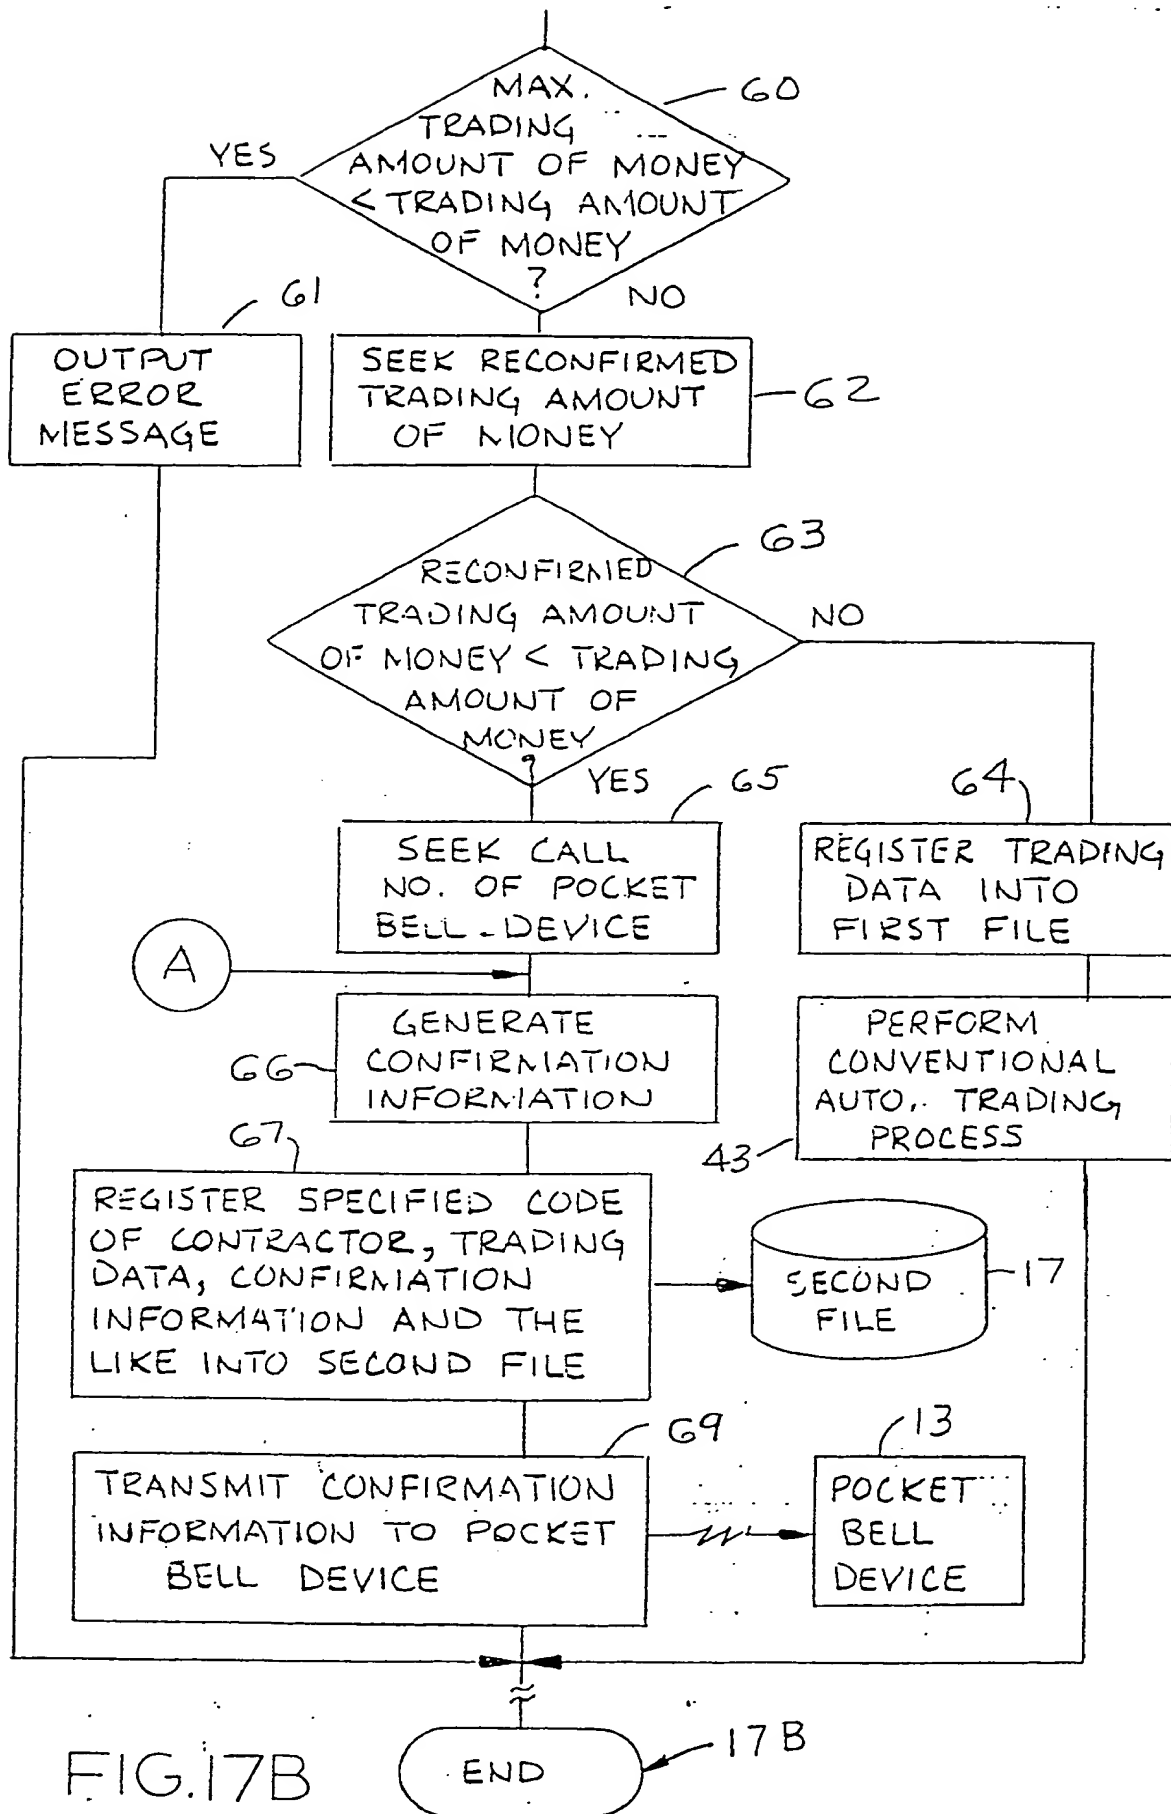 MAX.
TRADING
AMOUNT OF MONEY
< TRADING AMOUNT
OF MONEY
?
60
YES
NO
61
OUTPUT
ERROR
MESSAGE
SEEK RECONFIRMED
TRADING AMOUNT
OF MONEY
62
RECONFIRMED
TRADING AMOUNT
OF MONEY < TRADING
AMOUNT OF
MONEY
?
63
NO
YES
65
SEEK CALL
NO. OF POCKET
BELL-DEVICE
64
REGISTER TRADING
DATA INTO
FIRST FILE
A
GENERATE
CONFIRMATION
INFORMATION
66
PERFORM
CONVENTIONAL
AUTO. TRADING
PROCESS
43
67
REGISTER SPECIFIED CODE
OF CONTRACTOR, TRADING
DATA, CONFIRMATION
INFORMATION AND THE
LIKE INTO SECOND FILE
SECOND
FILE
17
69
TRANSMIT CONFIRMATION
INFORMATION TO POCKET
BELL DEVICE
13
POCKET
BELL
DEVICE
END
17B
FIG.17B